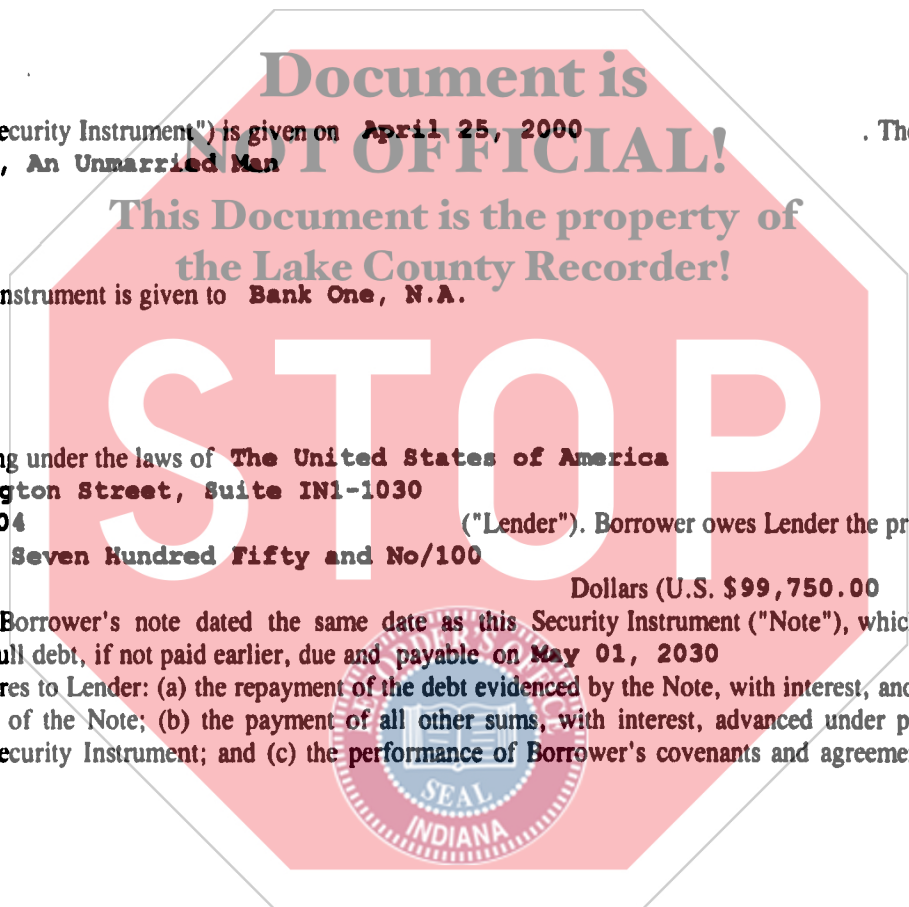 Document is
ecurity Instrument") is given on April 25, 2000 . The
NOT OFFICIAL!
, An Unmarried Man
This Document is the property of
the Lake County Recorder!
nstrument is given to Bank One, N.A.
STOP
ng under the laws of The United States of America
gton Street, Suite IN1-1030
04 ("Lender"). Borrower owes Lender the pr
Seven Hundred Fifty and No/100
Dollars (U.S. $99,750.00
Borrower's note dated the same date as this Security Instrument ("Note"), whic
ull debt, if not paid earlier, due and payable on May 01, 2030
res to Lender: (a) the repayment of the debt evidenced by the Note, with interest, and
of the Note; (b) the payment of all other sums, with interest, advanced under p
ecurity Instrument; and (c) the performance of Borrower's covenants and agreeme
SEAL
INDIANA